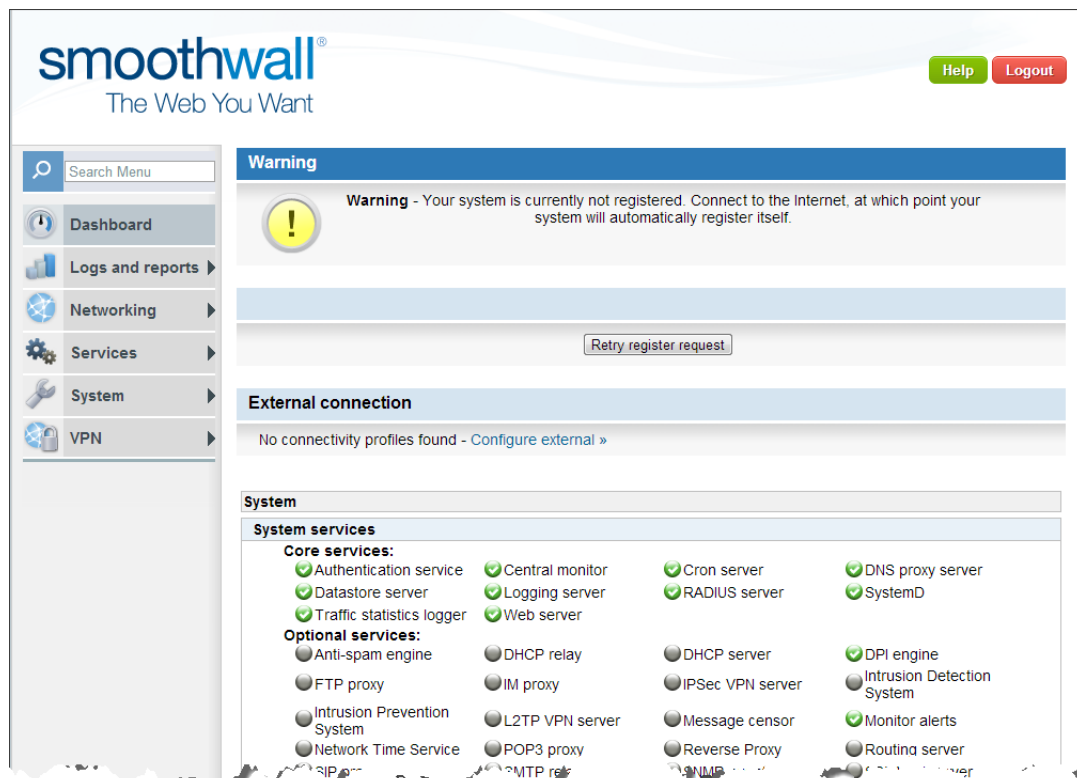 smoothwall®
The Web You Want
Help
Logout
Search Menu
Dashboard
Logs and reports
Networking
Services
System
VPN
Warning
Warning - Your system is currently not registered. Connect to the Internet, at which point your
system will automatically register itself.
Retry register request
External connection
No connectivity profiles found - Configure external »
System
System services
Core services:
Authentication service Central monitor Cron server DNS proxy server
Datastore server Logging server RADIUS server SystemD
Traffic statistics logger Web server
Optional services:
Anti-spam engine DHCP relay DHCP server DPI engine
FTP proxy IM proxy IPSec VPN server Intrusion Detection
System
Intrusion Prevention
System L2TP VPN server Message censor Monitor alerts
Network Time Service POP3 proxy Reverse Proxy Routing server
SIP SMTP SNMP